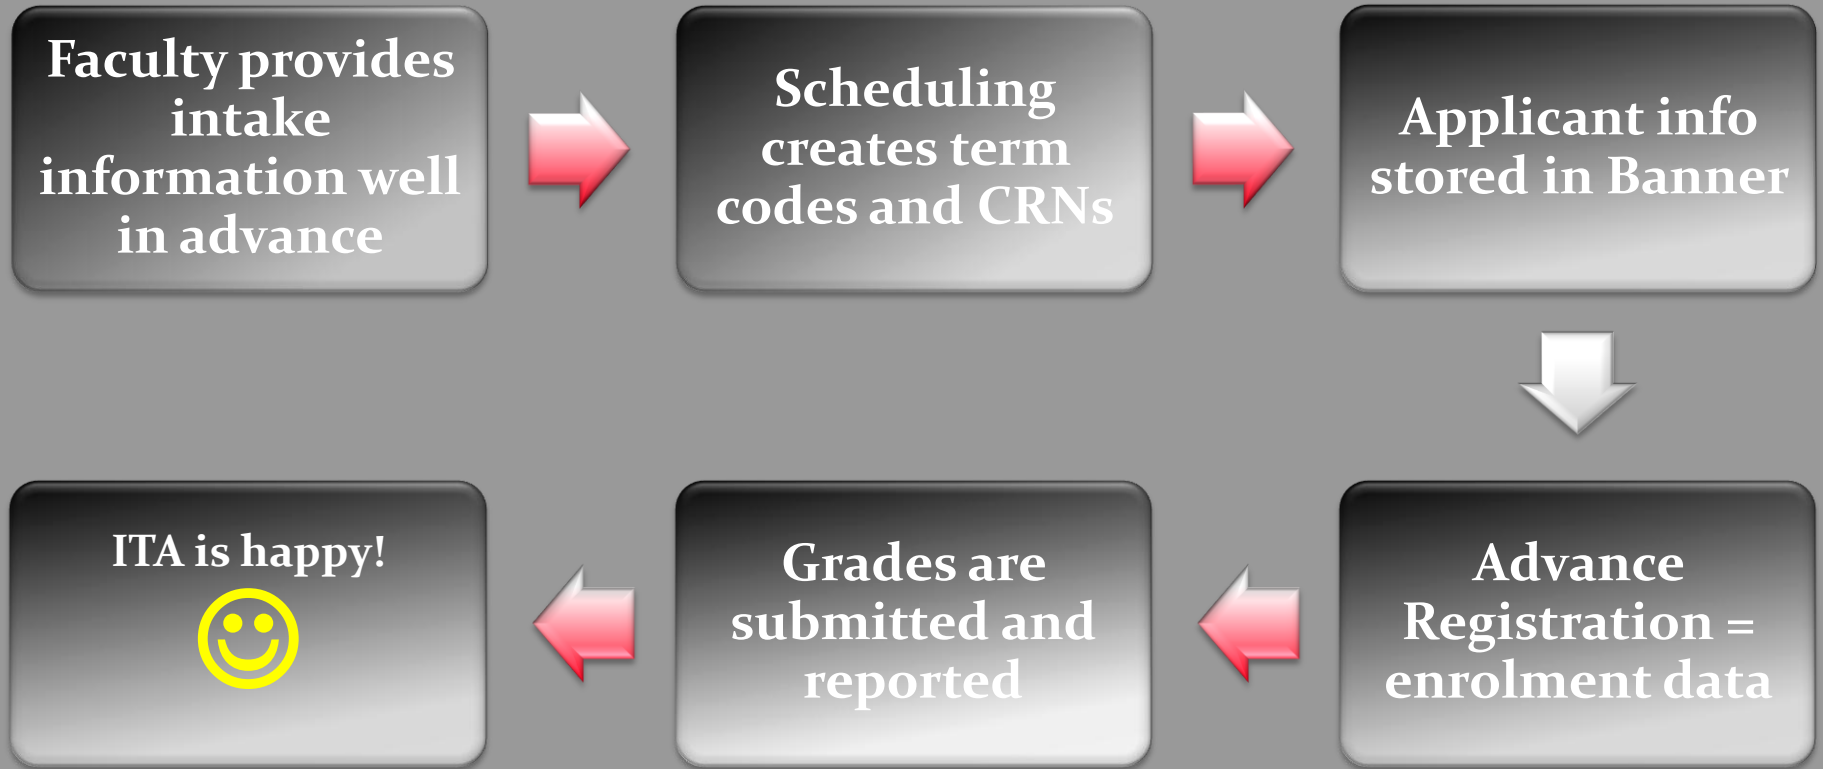 Faculty provides
intake
information well
in advance
Scheduling
creates term
codes and CRNs
Applicant info
stored in Banner
Advance
Registration =
enrolment data
Grades are
submitted and
reported
ITA is happy!